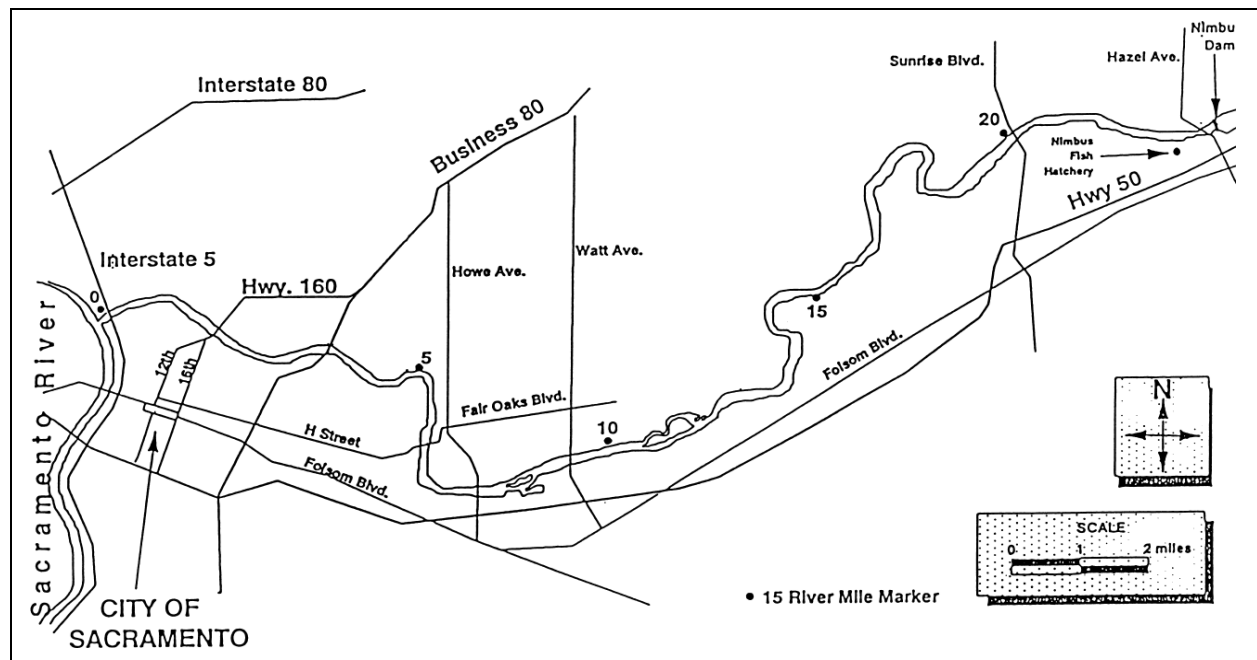 Nimbu
Dam
Hazel Ave.
Sunrise Blvd.
Interstate 80
Business 80
20
Nimbus
Fish
Hatchery
Hwy 50
Interstate 5
0
Hwy. 160
Howe Ave.
Watt Ave.
15
Sacramento River
12th
16th
5
Folsom Blvd.
Fair Oaks Blvd.
10
H Street
Folsom Blvd.
N
SCALE
0 1 2 miles
• 15 River Mile Marker
CITY OF
SACRAMENTO